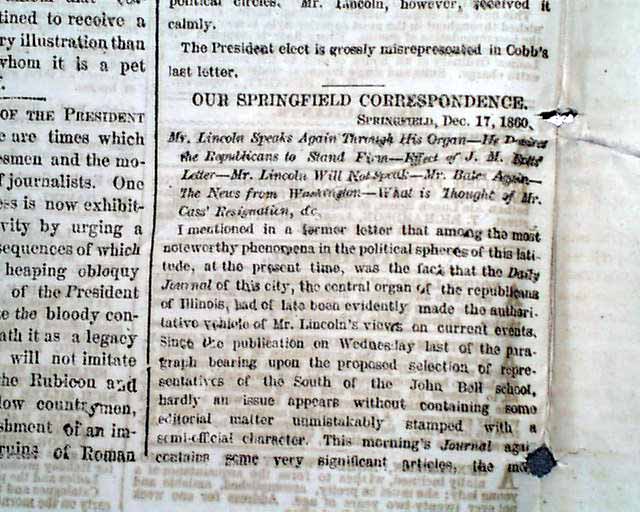 tined to receive a
ry illustration than
whom it is a pet
OF THE PRESIDENT
e are times which
smen and the mo-
f journalists. One
ss is now exhibit-
vity by urging a
sequences of which
heaping obloquy
of the President
e the bloody con-
ath it as a legacy
will not imitate
the Rubicon and
low countrymen,
shment of an im-
ruins of Roman
political circles. Mr. Lincoln, however, received it
calmly.
The President elect is grossly misrepresented in Cobb's
last letter.
OUR SPRINGFIELD CORRESPONDENCE.
SPRINGFIELD, Dec. 17, 1860.
Mr. Lincoln Speaks Again Through His Organ—He Desires
the Republicans to Stand Firm—Effect of J. M. Botts'
Letter—Mr. Lincoln Will Not Speak—Mr. Bates Again—
The News from Washington—What is Thought of Mr.
Cass' Resignation, &c.
I mentioned in a former letter that among the most
noteworthy phenomena in the political spheres of this lati-
tude, at the present time, was the fact that the Daily
Journal of this city, the central organ of the republicans
of Illinois, had of late been evidently made the authori-
tative vehicle of Mr. Lincoln's views on current events.
Since the publication on Wednesday last of the para-
graph bearing upon the proposed selection of repre-
sentatives of the South of the John Bell school,
hardly an issue appears without containing some
editorial matter unmistakably stamped with a
semi-official character. This morning's Journal again
contains some very significant articles, the